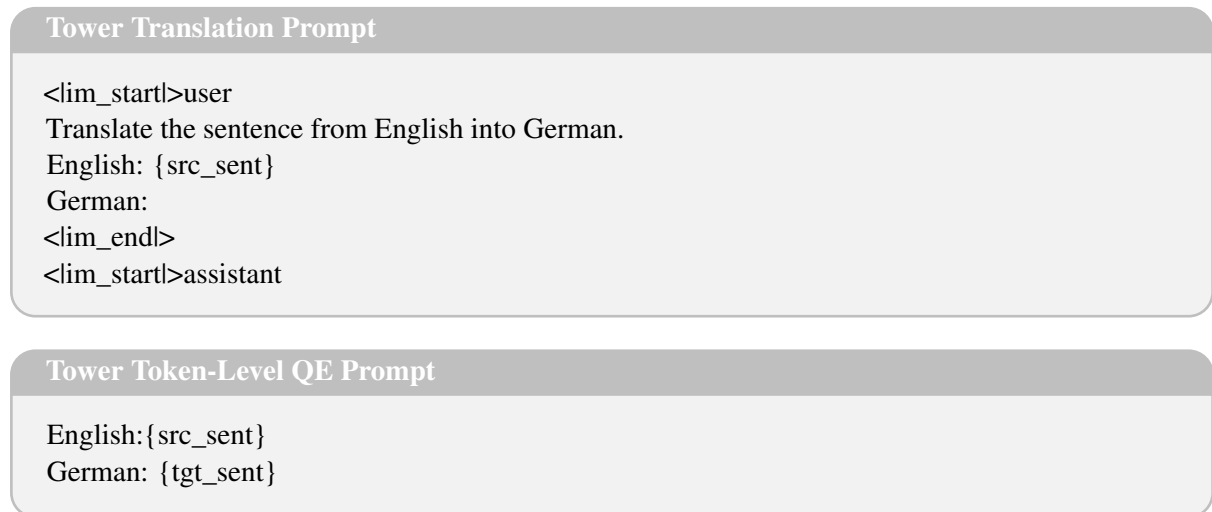 Tower Translation Prompt
<|im_start|>user
Translate the sentence from English into German.
English: {src_sent}
German:
<|im_end|>
<|im_start|>assistant
Tower Token-Level QE Prompt
English:{src_sent}
German: {tgt_sent}